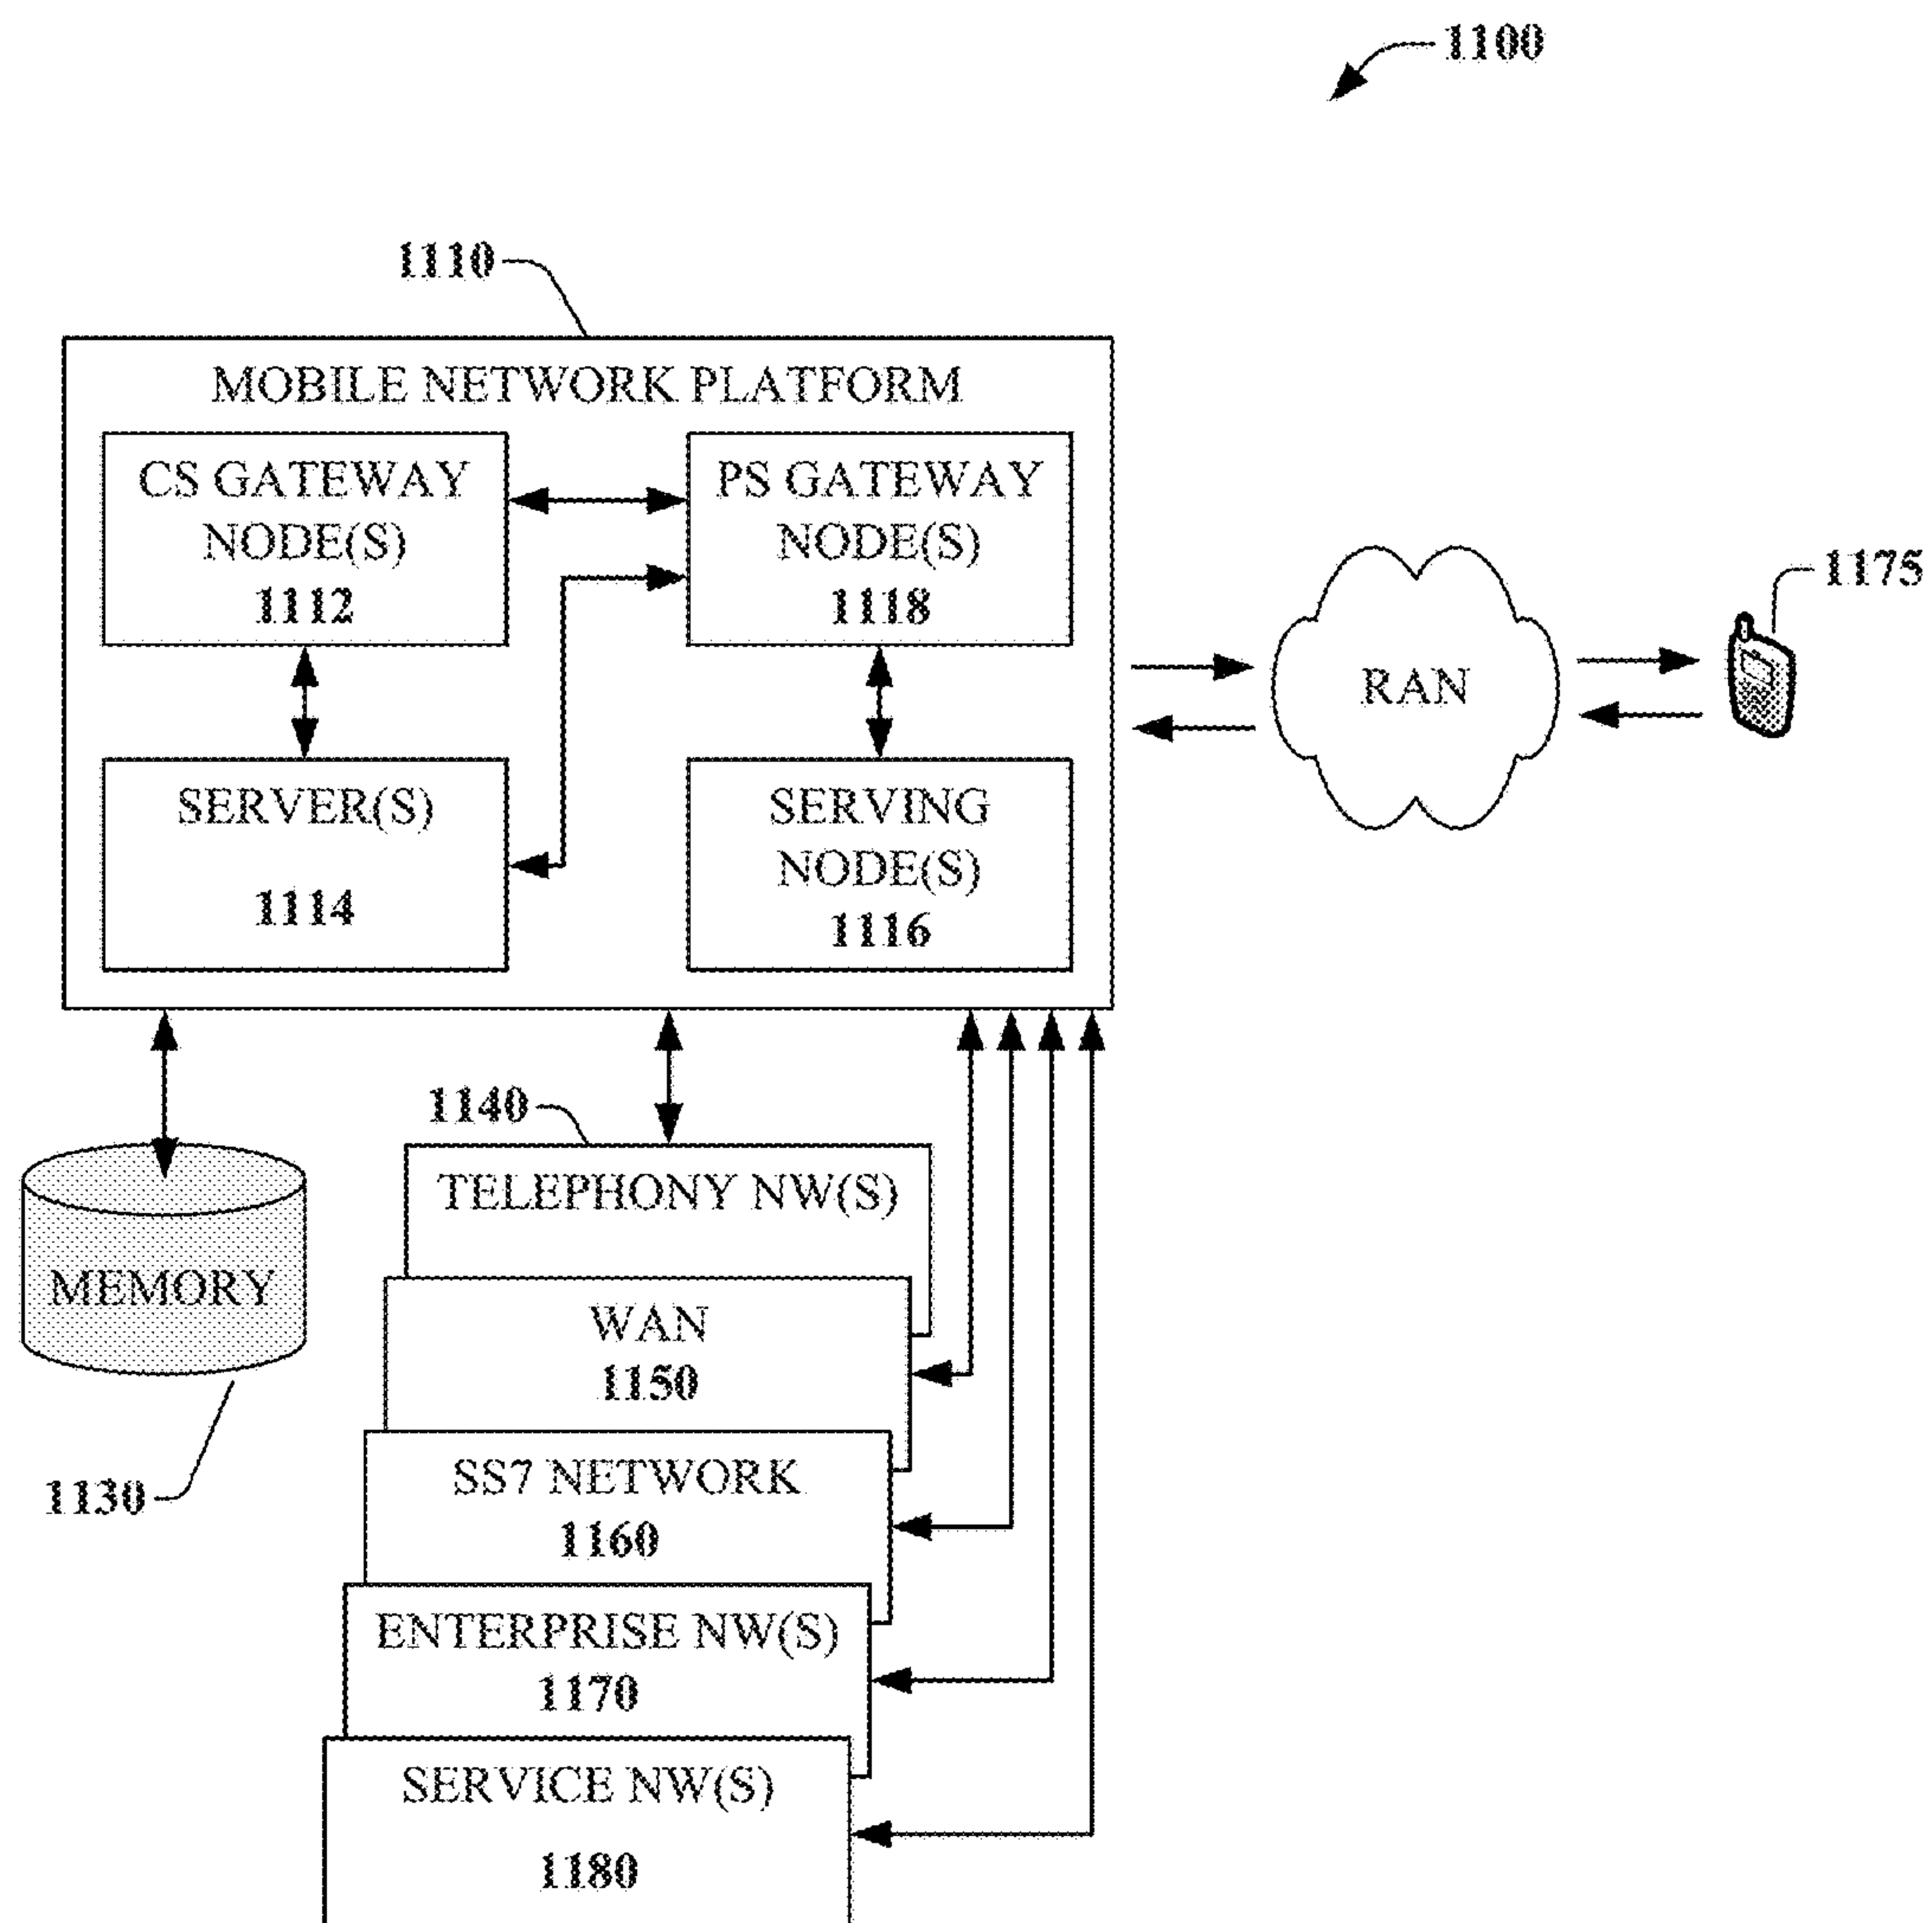 1100
1110
MOBILE NETWORK PLATFORM
CS GATEWAY
NODE(S)
1112
PS GATEWAY
NODE(S)
1118
1175
RAN
SERVER(S)
1114
SERVING
NODE(S)
1116
1140
TELEPHONY NW(S)
MEMORY
WAN
1150
1130
SS7 NETWORK
1160
ENTERPRISE NW(S)
1170
SERVICE NW(S)
1180